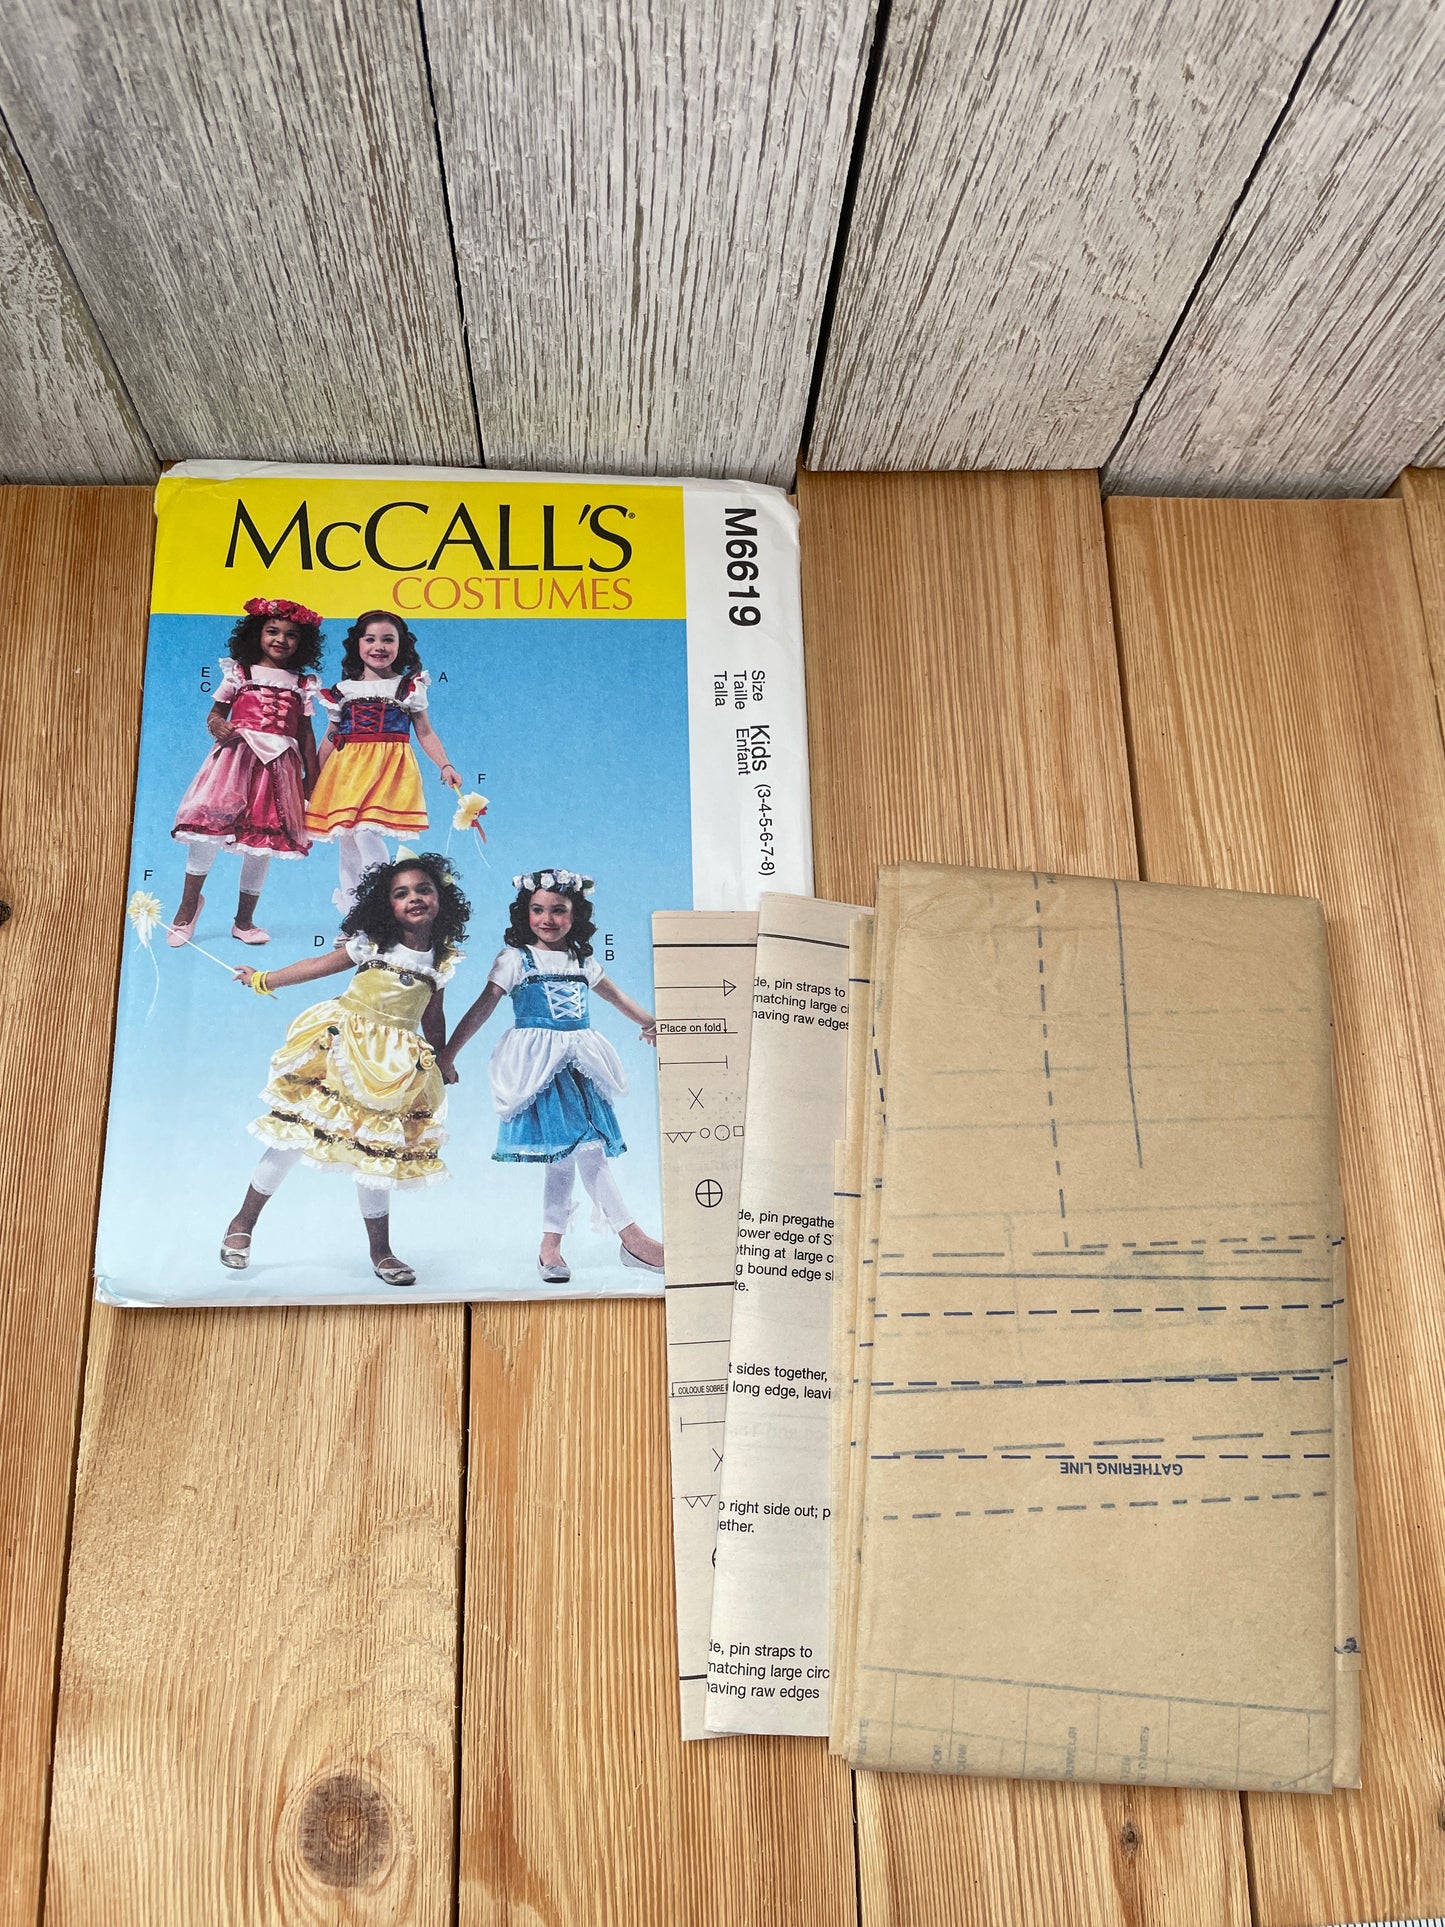 McCALL'S®
COSTUMES
M6619
Size
Taille
Talla
Kids (3-4-5-6-7-8)
Enfant
E
C
A
F
F
D
E
B
Place on fold
X
COLOQUE SOBRE
de, pin straps to
matching large
having raw edges
de, pin pregathe
lower edge of
othing at large c
g bound edge
te.
t sides together,
long edge, leavi
o right side out; p
ether.
de, pin straps to
matching large circ
having raw edges
GATHERING LINE